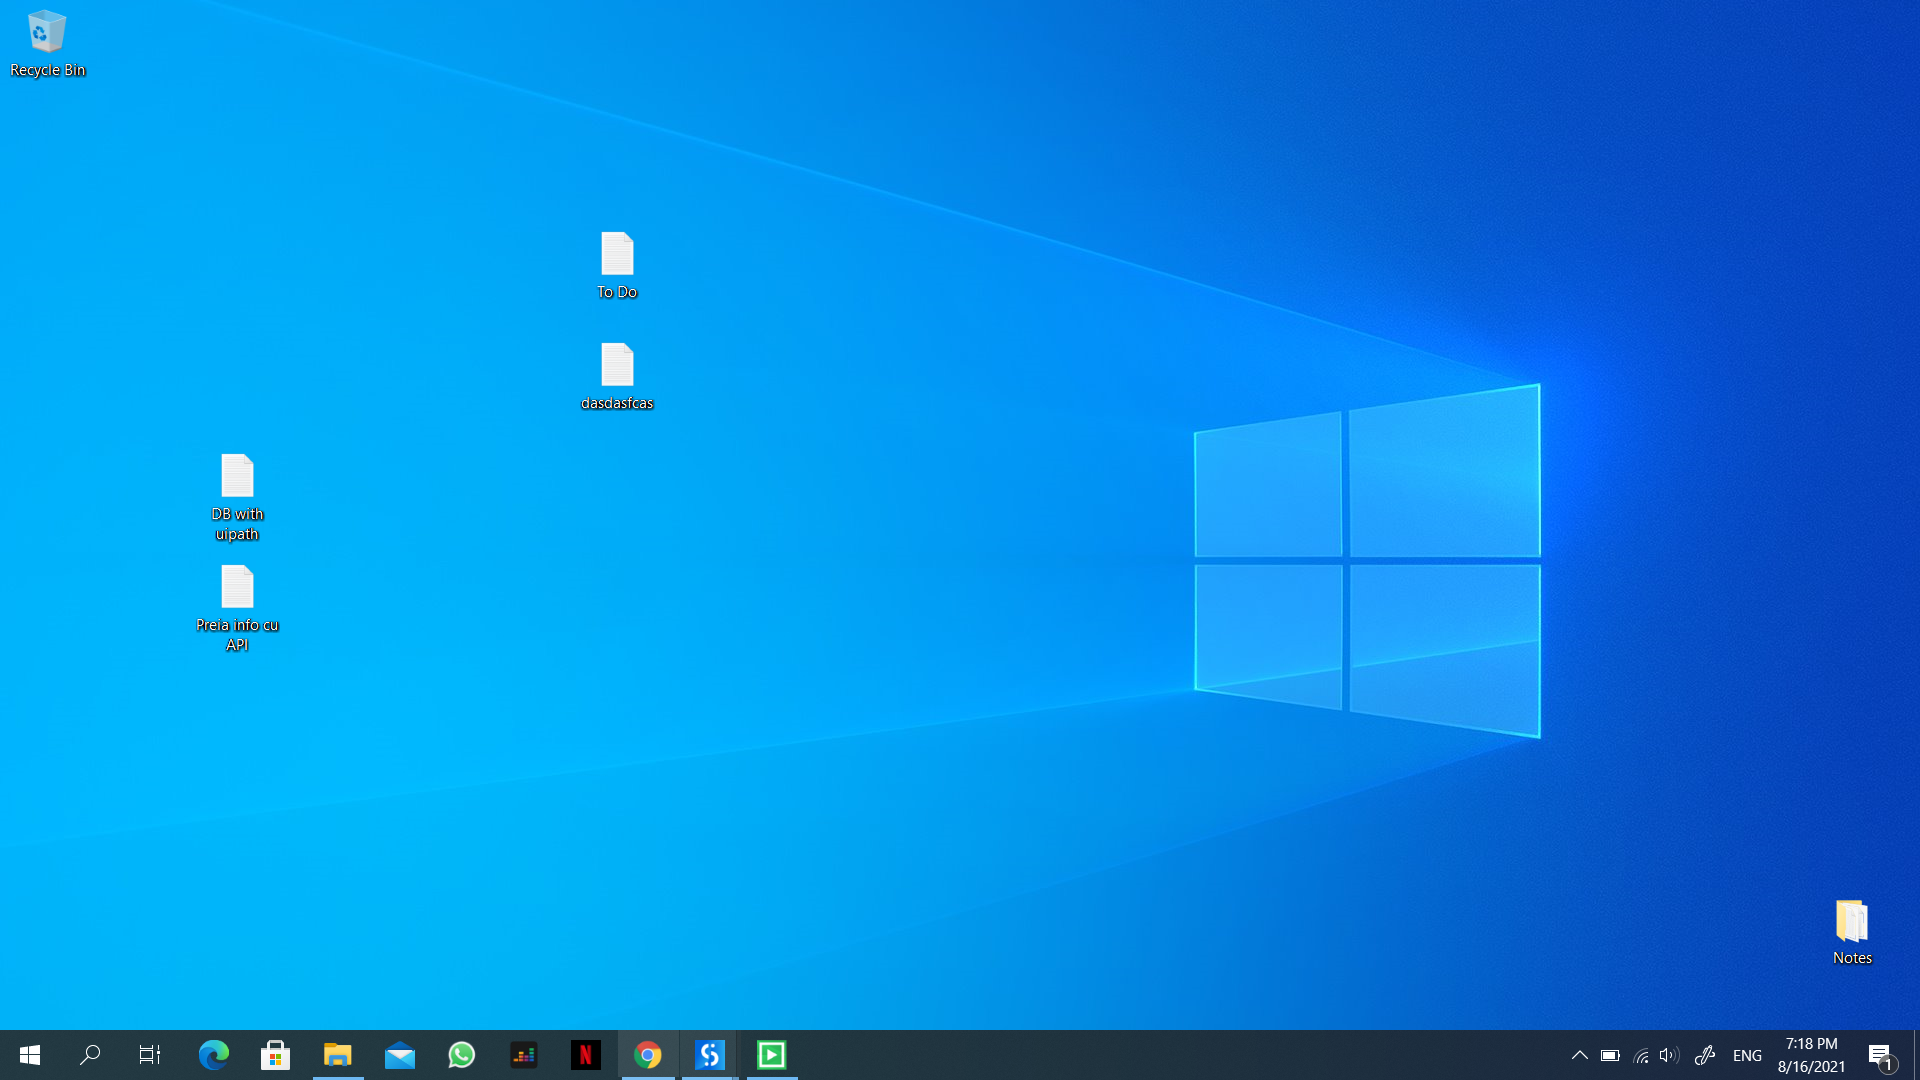 Recycle Bin
To Do
dasdasfcas
DB with
uipath
Preia info cu
API
Notes
N
ENG
7:18 PM
8/16/2021
1